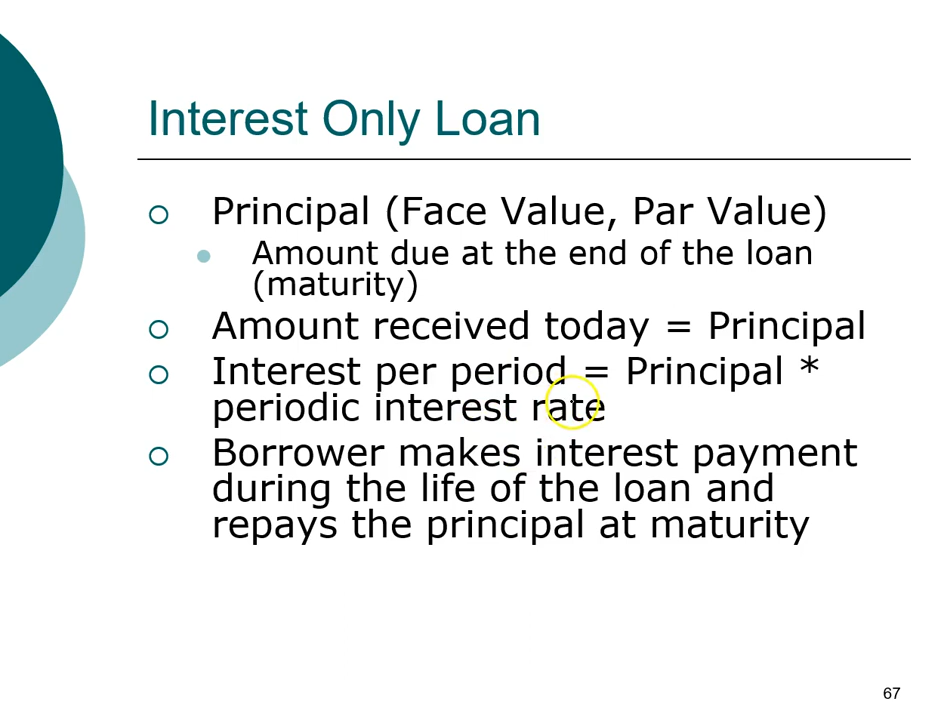 Interest Only Loan
Principal (Face Value, Par Value)
Amount due at the end of the loan
(maturity)
Amount received today = Principal
Interest per period = Principal *
periodic interest rate
Borrower makes interest payment
during the life of the loan and
repays the principal at maturity
67